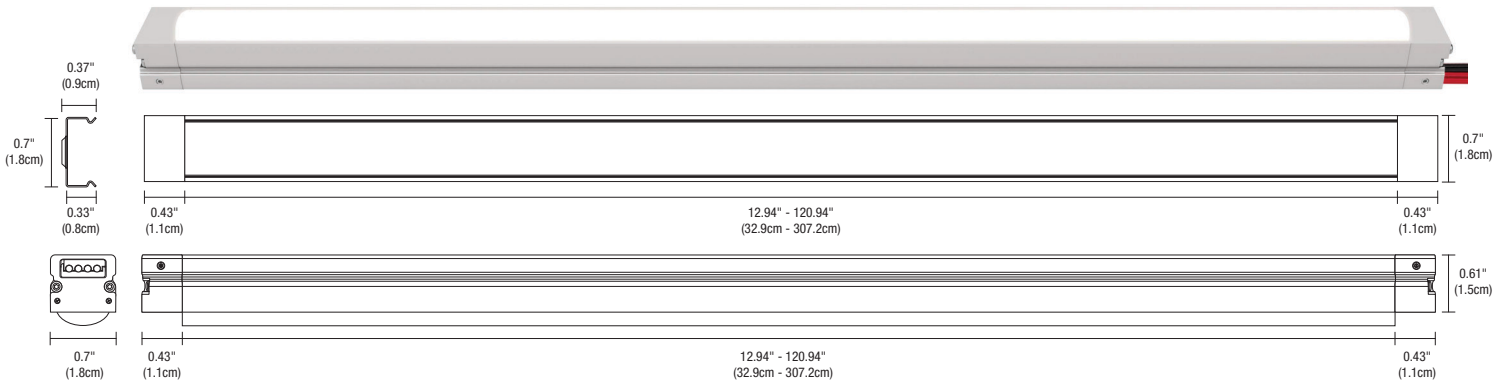 0.37"
(0.9cm)
0.7"
(1.8cm)
0.7"
(1.8cm)
0.33"
(0.8cm)
0.43"
(1.1cm)
12.94" - 120.94"
(32.9cm - 307.2cm)
0.43"
(1.1cm)
0.61"
(1.5cm)
0.7"
(1.8cm)
0.43"
(1.1cm)
12.94" - 120.94"
(32.9cm - 307.2cm)
0.43"
(1.1cm)